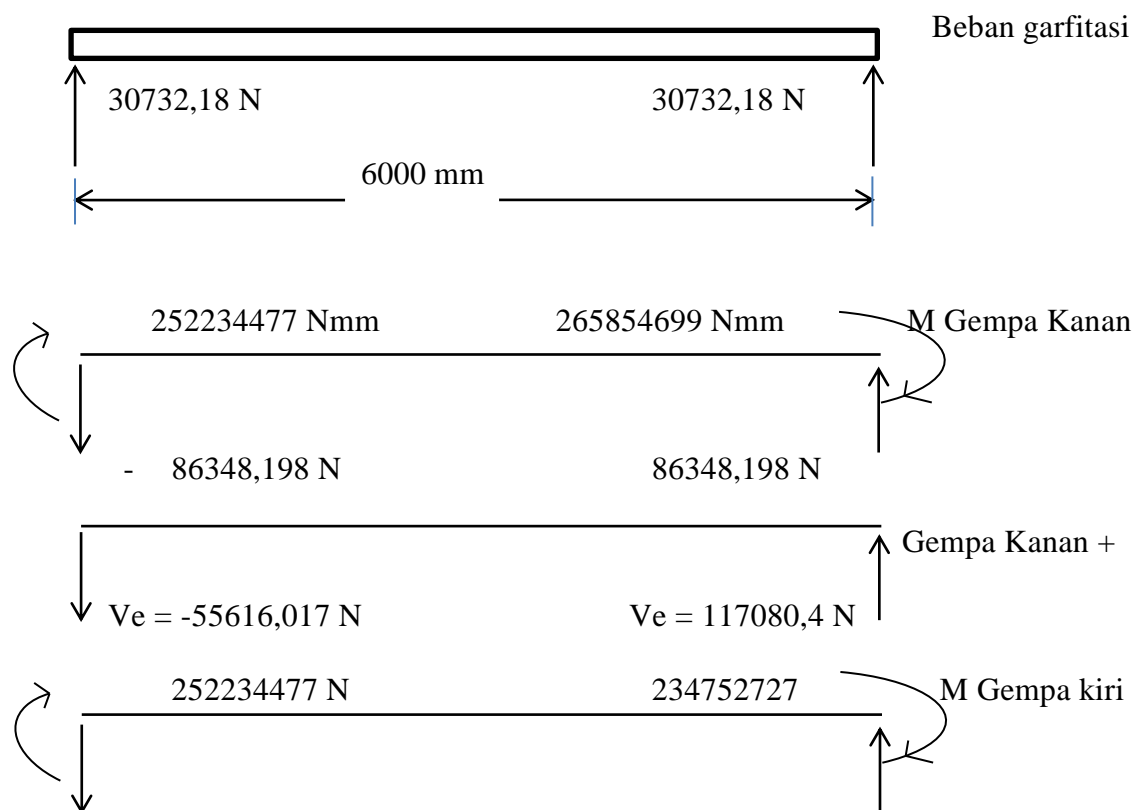 Beban garfitasi
30732,18 N 30732,18 N
6000 mm
252234477 Nmm 265854699 Nmm M Gempa Kanan
- 86348,198 N 86348,198 N
Gempa Kanan +
Ve = -55616,017 N Ve = 117080,4 N
252234477 N 234752727 M Gempa kiri